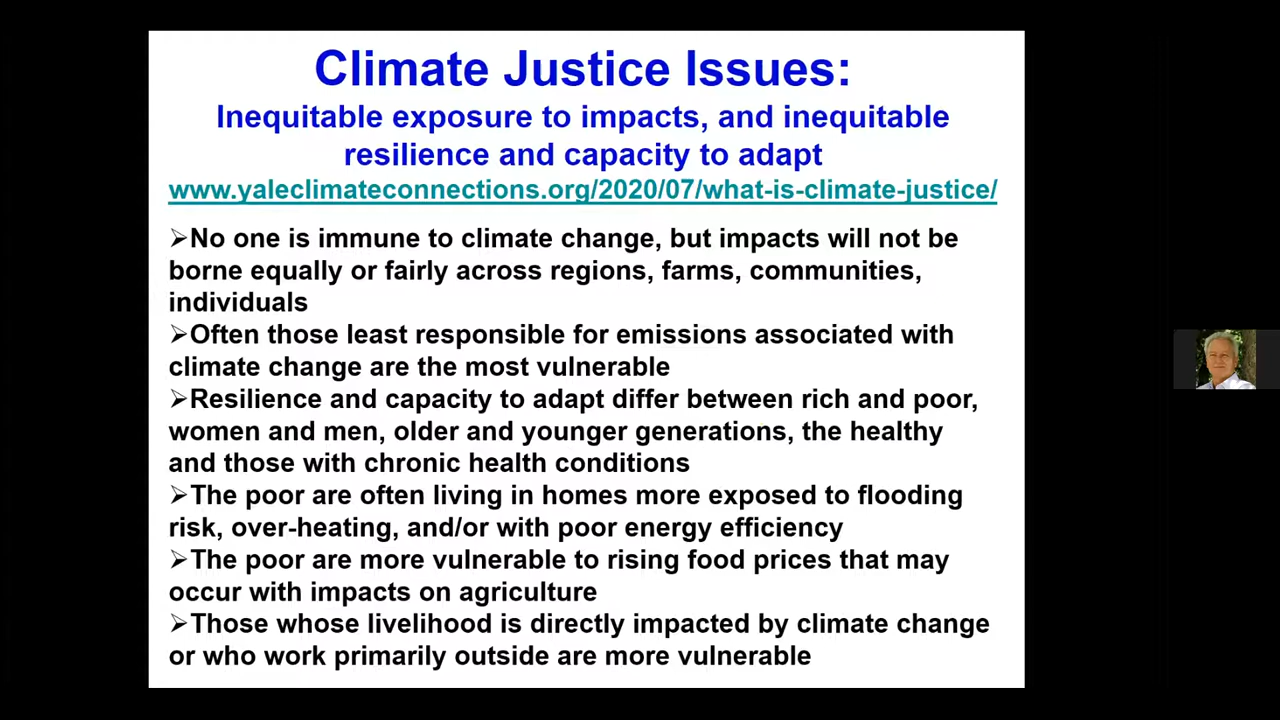 Climate Justice Issues:
Inequitable exposure to impacts, and inequitable
resilience and capacity to adapt
www.yaleclimateconnections.org/2020/07/what-is-climate-justice/
➢No one is immune to climate change, but impacts will not be
borne equally or fairly across regions, farms, communities,
individuals
➢Often those least responsible for emissions associated with
climate change are the most vulnerable
➢Resilience and capacity to adapt differ between rich and poor,
women and men, older and younger generations, the healthy
and those with chronic health conditions
➢The poor are often living in homes more exposed to flooding
risk, over-heating, and/or with poor energy efficiency
➢The poor are more vulnerable to rising food prices that may
occur with impacts on agriculture
➢Those whose livelihood is directly impacted by climate change
or who work primarily outside are more vulnerable